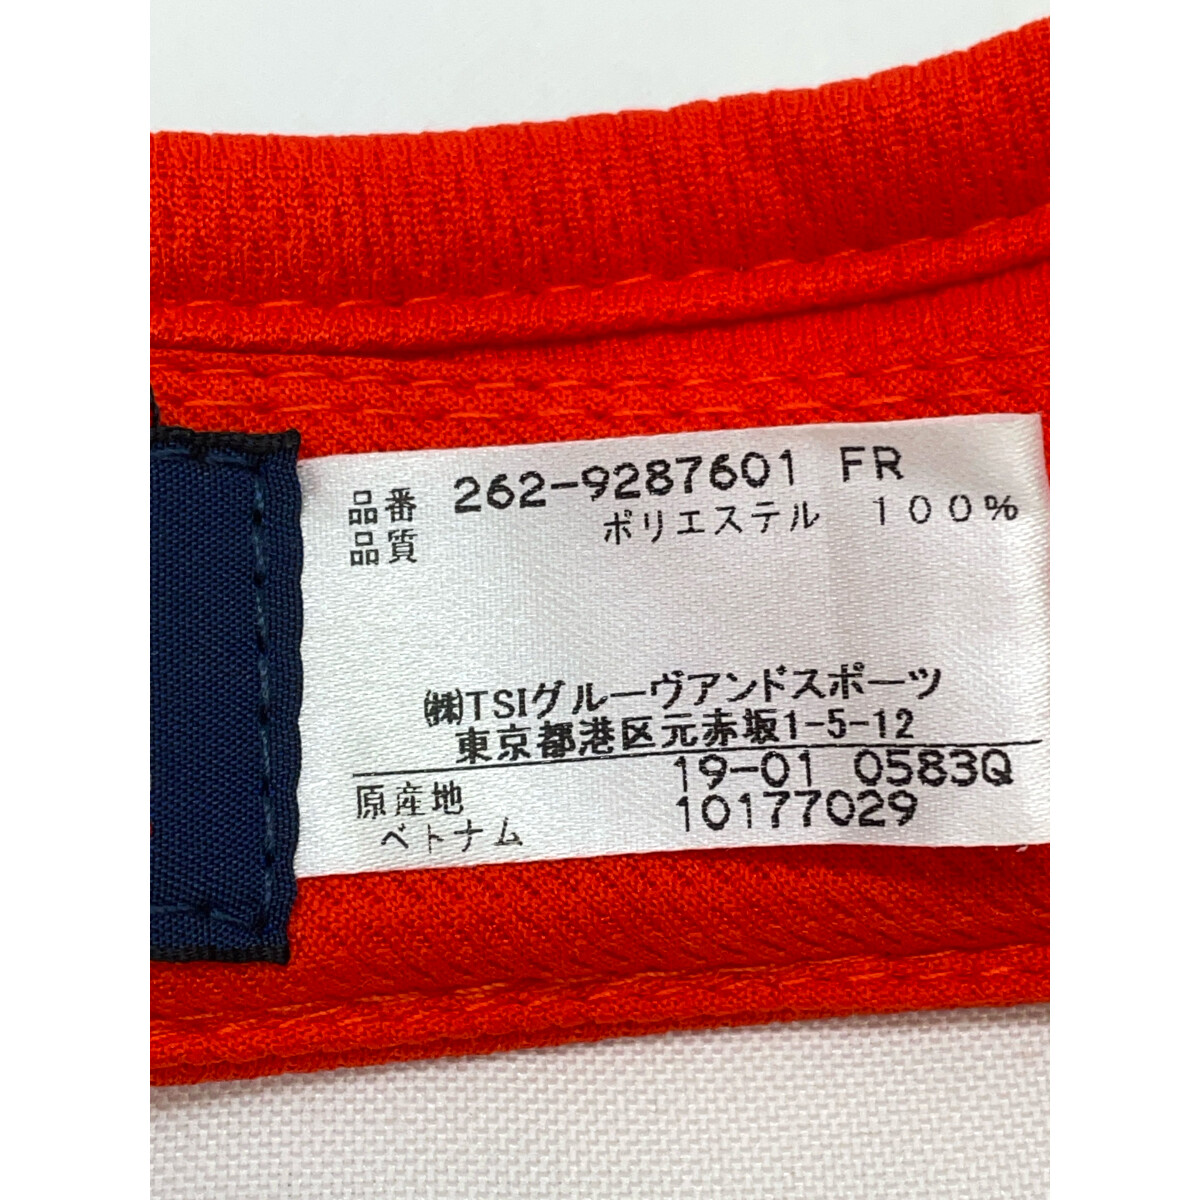 品番 262-9287601 FR
品質 ポリエステル 100%
㈱TSIグルーヴアンドスポーツ
東京都港区元赤坂1-5-12
原産地 19-01 0583Q
ベトナム 10177029